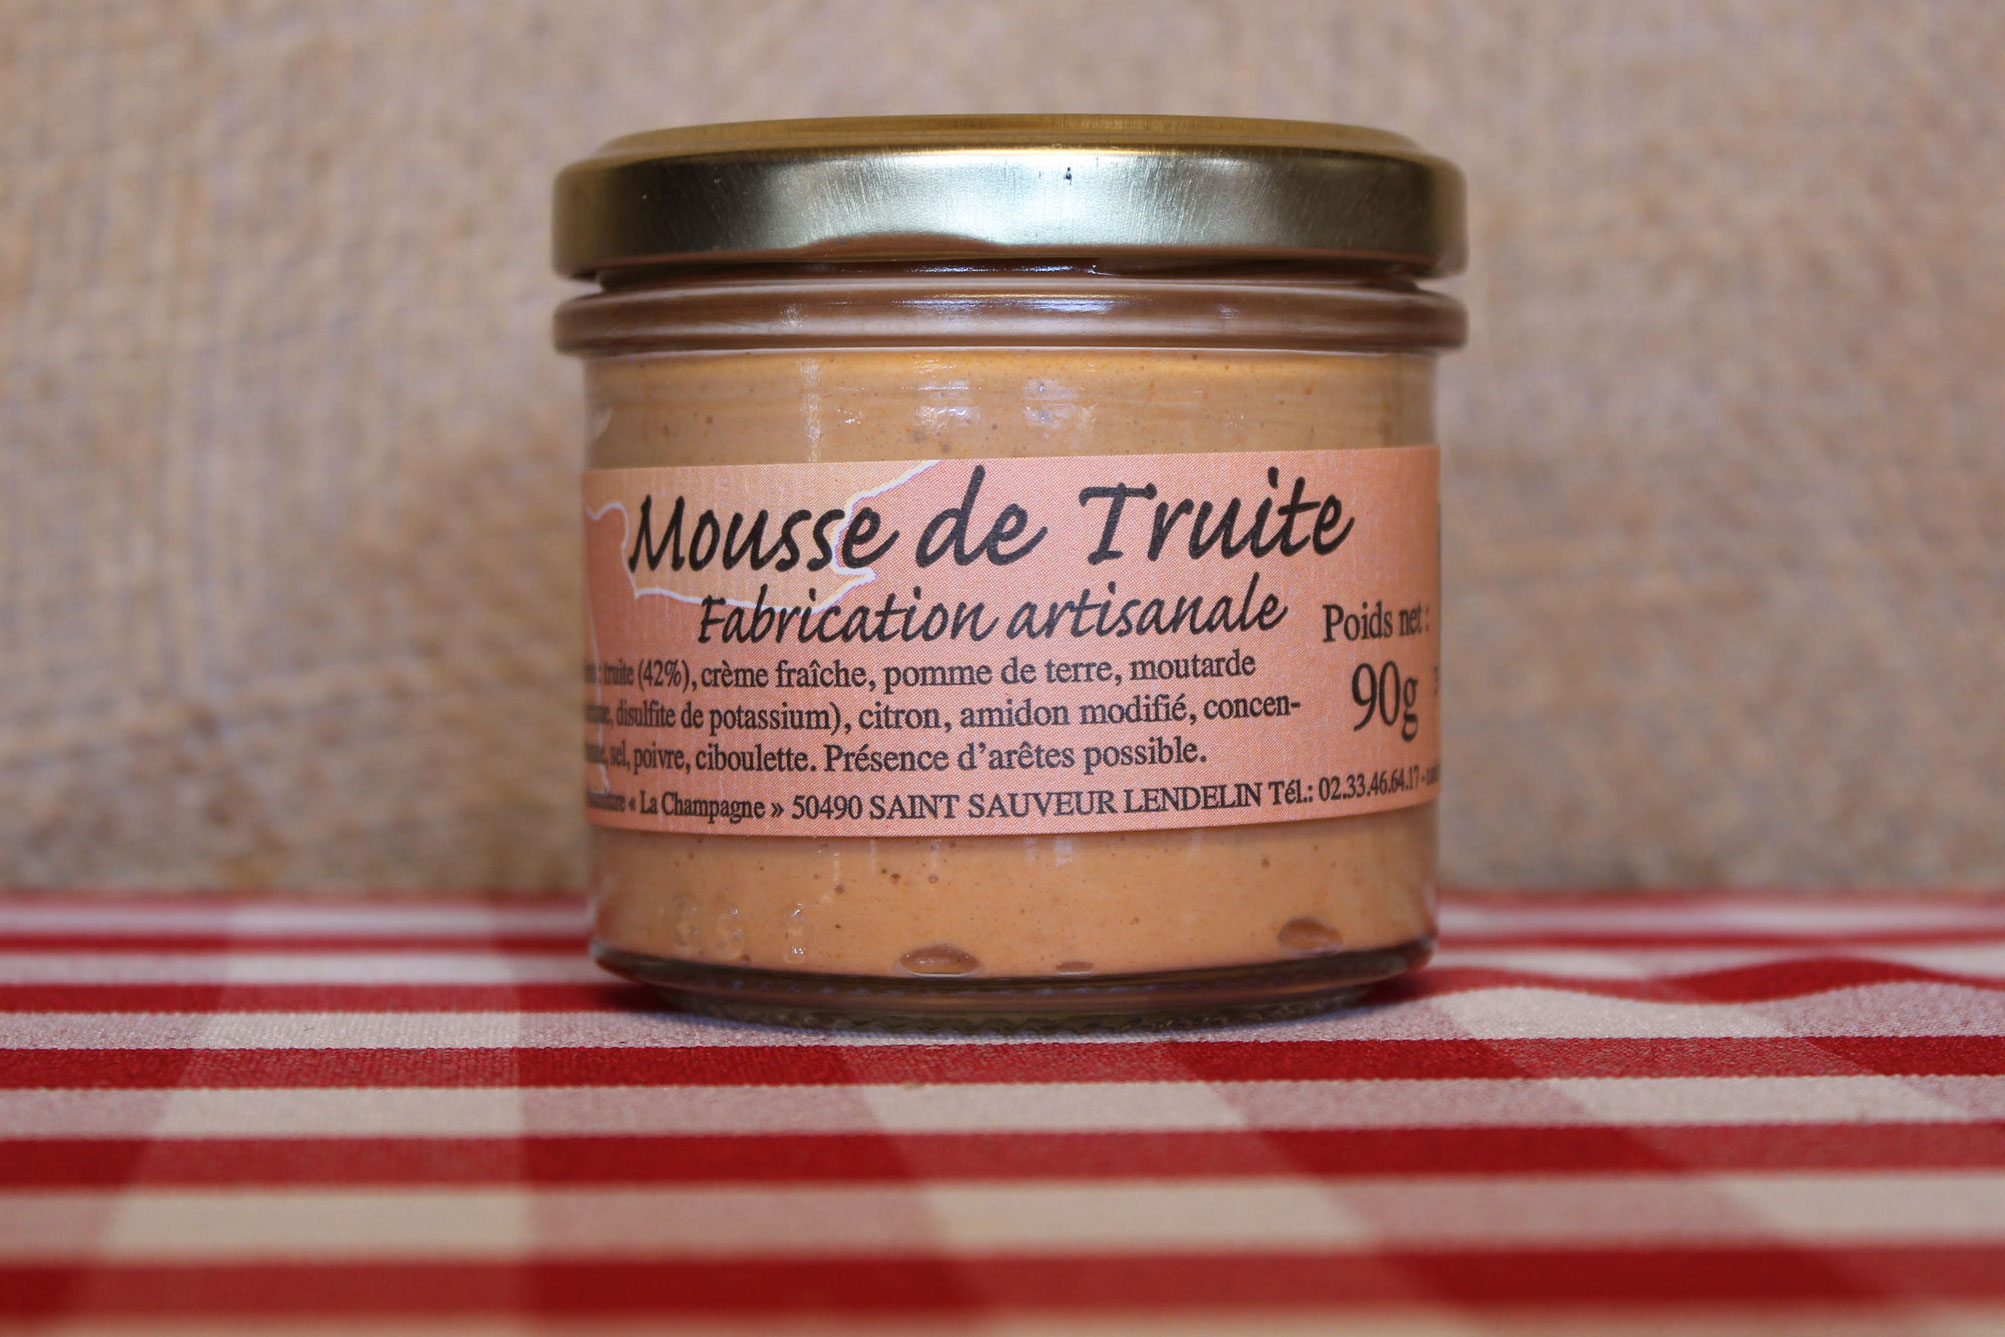 Mousse de Truite
Fabrication artisanale
Poids net :
90g
: truite (42%), crème fraîche, pomme de terre, moutarde
disulfite de potassium), citron, amidon modifié, concen-
sel, poivre, ciboulette. Présence d'arêtes possible.
« La Champagne » 50490 SAINT SAUVEUR LENDELIN Tél.: 02.33.46.64.17 -